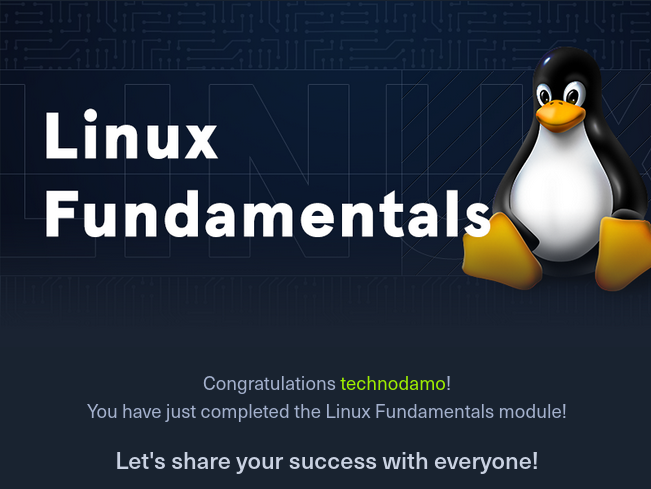 Linux
Fundamentals
Congratulations technodamo!
You have just completed the Linux Fundamentals module!
Let's share your success with everyone!